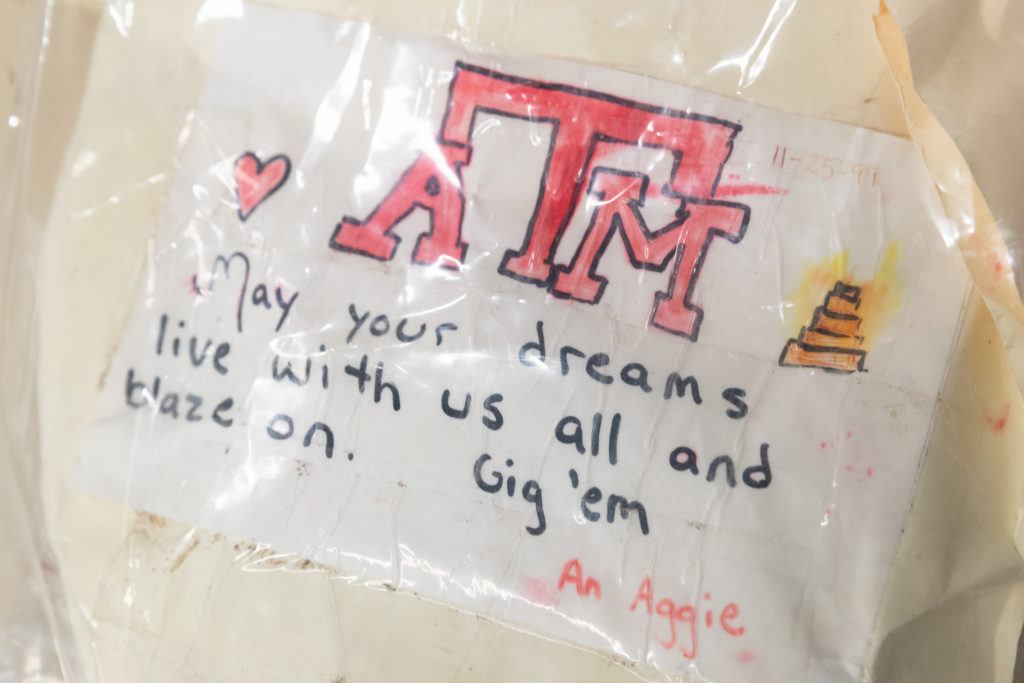 ATM
11-25-99
May your dreams
live with us all and
blaze on.
Gig 'em
An Aggie